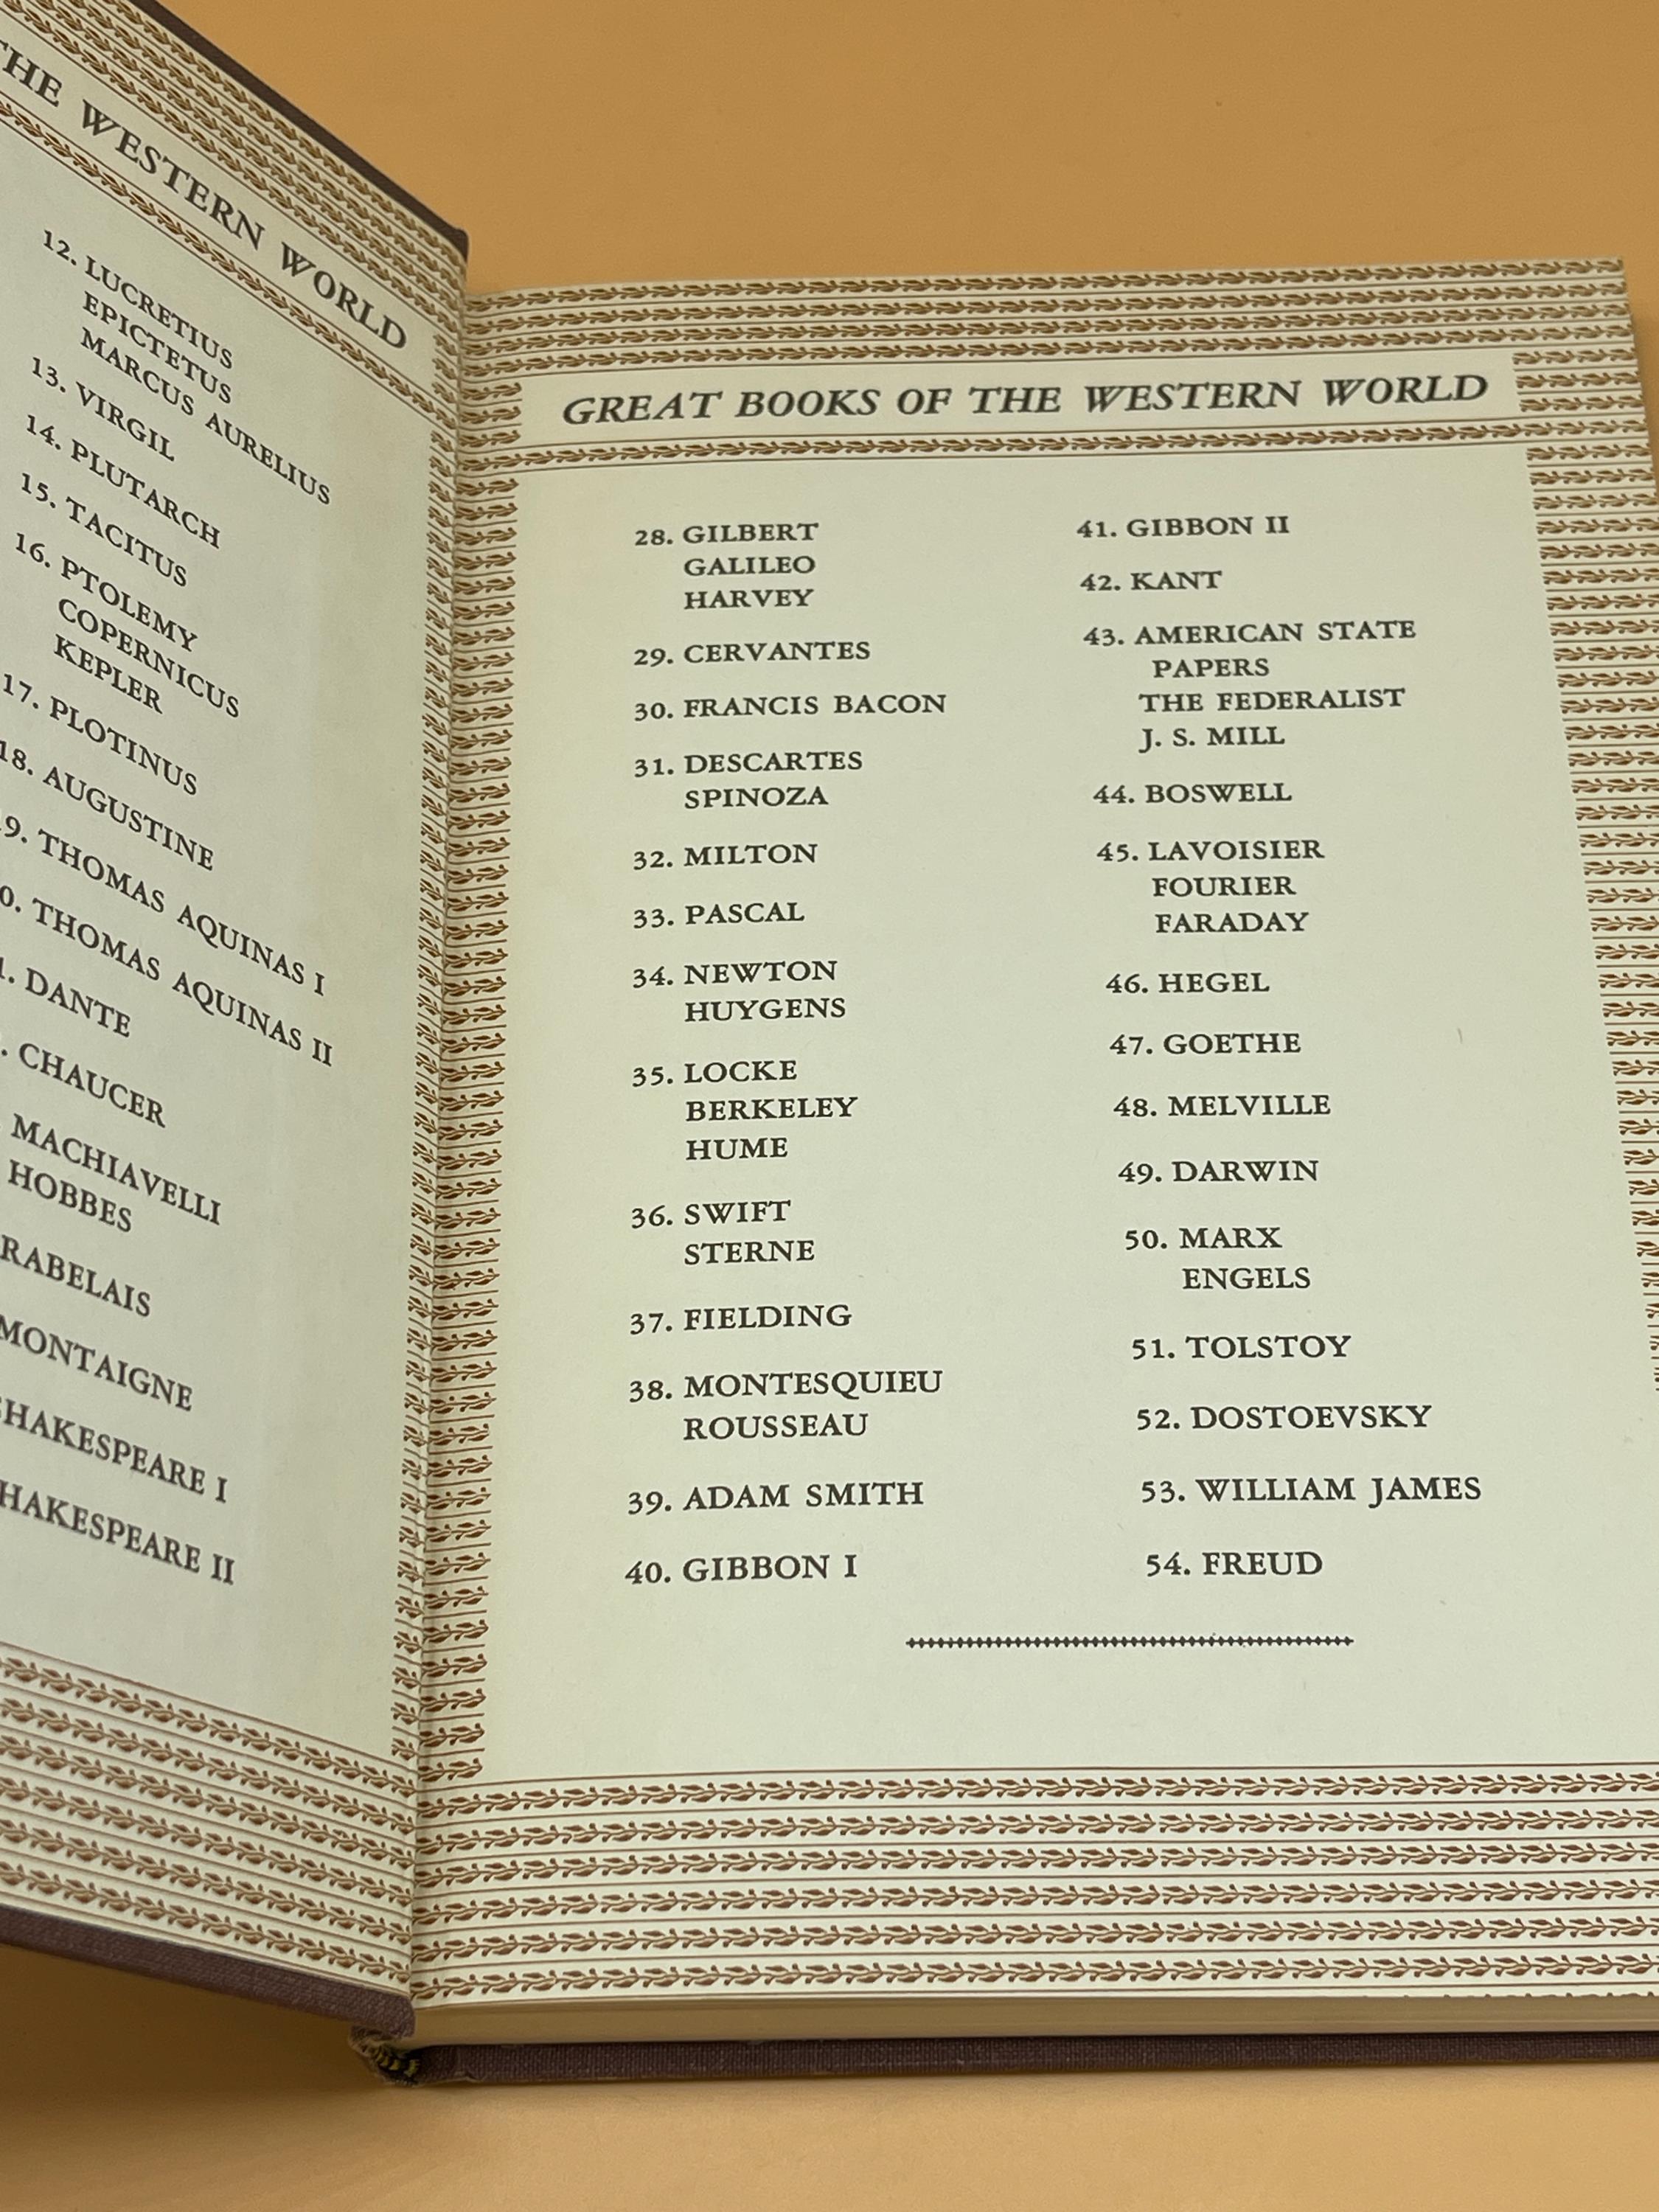 THE WESTERN WORLD
12. LUCRETIUS
EPICTETUS
MARCUS AURELIUS
13. VIRGIL
14. PLUTARCH
15. TACITUS
16. PTOLEMY
COPERNICUS
KEPLER
17. PLOTINUS
18. AUGUSTINE
9. THOMAS AQUINAS I
0. THOMAS AQUINAS II
1. DANTE
. CHAUCER
MACHIAVELLI
HOBBES
RABELAIS
MONTAIGNE
SHAKESPEARE I
HAKESPEARE II
GREAT BOOKS OF THE WESTERN WORLD
28. GILBERT
GALILEO
HARVEY
29. CERVANTES
30. FRANCIS BACON
31. DESCARTES
SPINOZA
32. MILTON
33. PASCAL
34. NEWTON
HUYGENS
35. LOCKE
BERKELEY
HUME
36. SWIFT
STERNE
37. FIELDING
38. MONTESQUIEU
ROUSSEAU
39. ADAM SMITH
40. GIBBON I
41. GIBBON II
42. KANT
43. AMERICAN STATE
PAPERS
THE FEDERALIST
J. S. MILL
44. BOSWELL
45. LAVOISIER
FOURIER
FARADAY
46. HEGEL
47. GOETHE
48. MELVILLE
49. DARWIN
50. MARX
ENGELS
51. TOLSTOY
52. DOSTOEVSKY
53. WILLIAM JAMES
54. FREUD